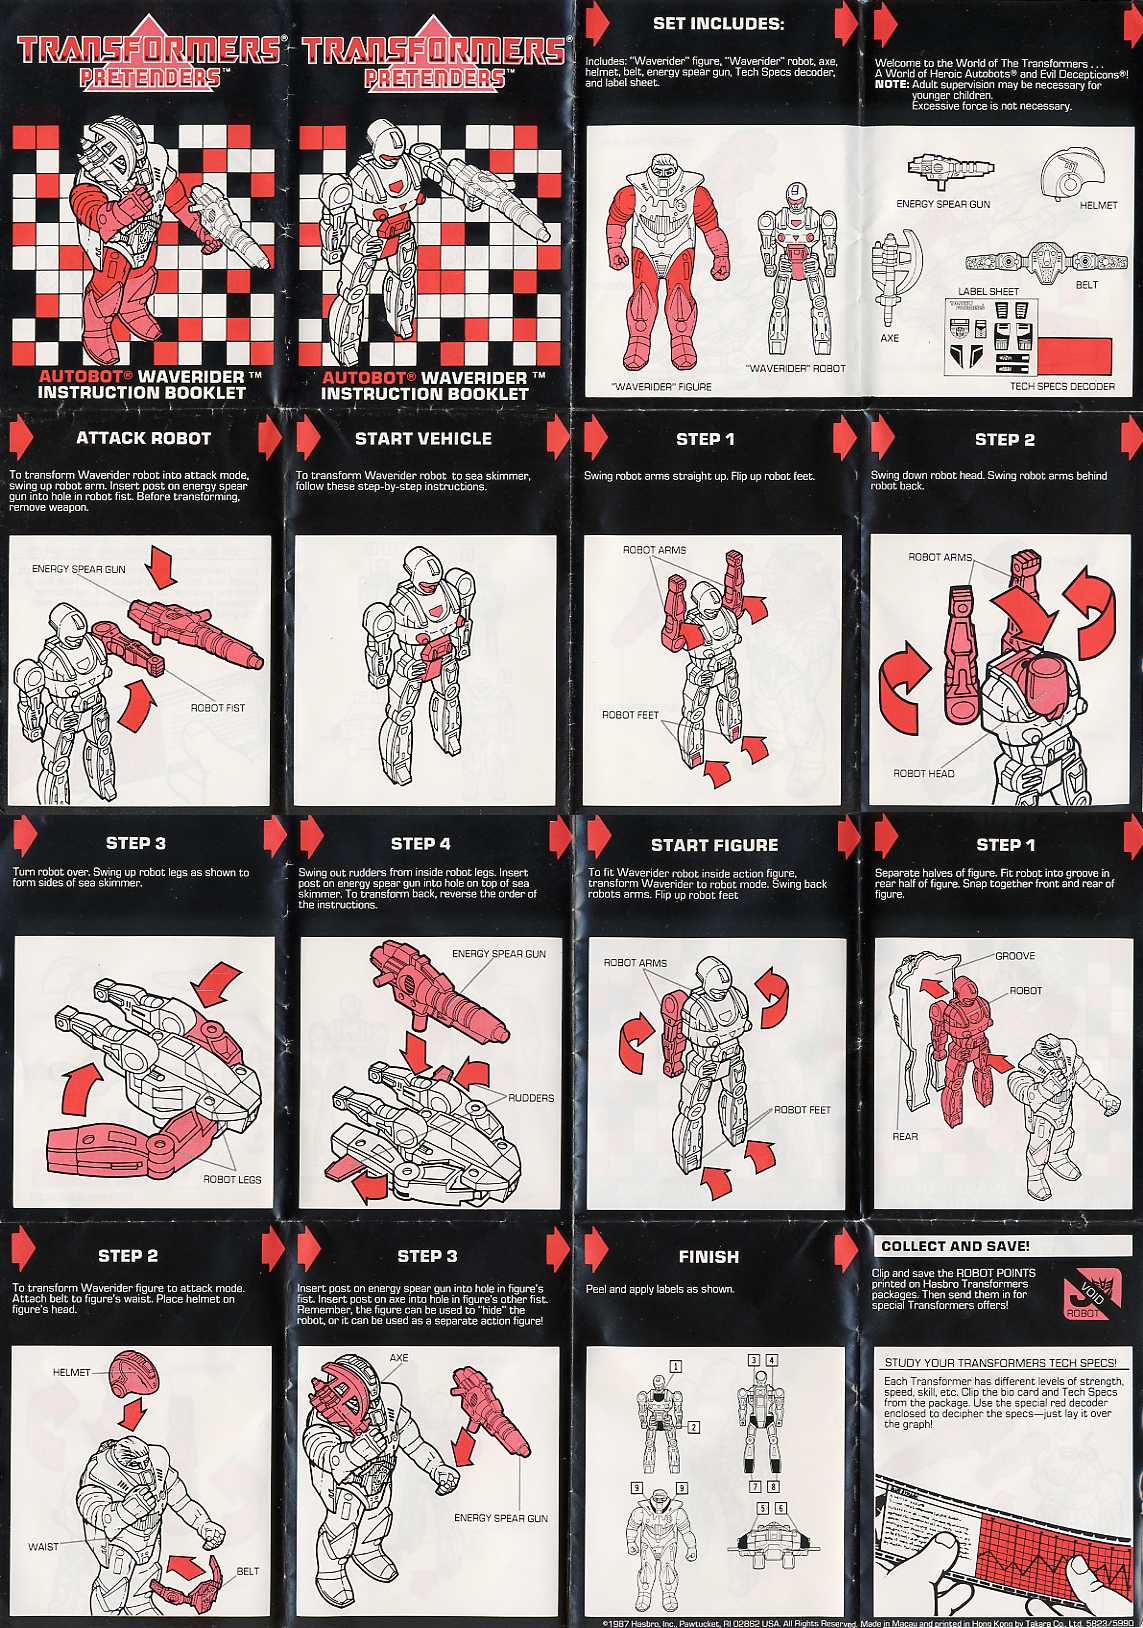 TRANSFORMERS®
PRETENDERS™
AUTOBOT® WAVERIDER ™
INSTRUCTION BOOKLET
TRANSFORMERS®
PRETENDERS™
AUTOBOT® WAVERIDER ™
INSTRUCTION BOOKLET
SET INCLUDES:
Includes: "Waverider" figure, "Waverider" robot, axe,
helmet, belt, energy spear gun, Tech Specs decoder,
and label sheet.
"WAVERIDER" FIGURE
"WAVERIDER" ROBOT
Welcome to the World of The Transformers . . .
A World of Heroic Autobots® and Evil Decepticons®!
NOTE: Adult supervision may be necessary for
younger children.
Excessive force is not necessary.
ENERGY SPEAR GUN
HELMET
BELT
LABEL SHEET
AXE
TECH SPECS DECODER
ATTACK ROBOT
To transform Waverider robot into attack mode,
swing up robot arm. Insert post on energy spear
gun into hole in robot fist. Before transforming,
remove weapon.
ENERGY SPEAR GUN
ROBOT FIST
START VEHICLE
To transform Waverider robot to sea skimmer,
follow these step-by-step instructions.
STEP 1
Swing robot arms straight up. Flip up robot feet.
ROBOT ARMS
ROBOT FEET
STEP 2
Swing down robot head. Swing robot arms behind
robot back.
ROBOT ARMS
ROBOT HEAD
STEP 3
Turn robot over. Swing up robot legs as shown to
form sides of sea skimmer.
ROBOT LEGS
STEP 4
Swing out rudders from inside robot legs. Insert
post on energy spear gun into hole on top of sea
skimmer. To transform back, reverse the order of
the instructions.
ENERGY SPEAR GUN
RUDDERS
START FIGURE
To fit Waverider robot inside action figure,
transform Waverider to robot mode. Swing back
robots arms. Flip up robot feet
ROBOT ARMS
ROBOT FEET
STEP 1
Separate halves of figure. Fit robot into groove in
rear half of figure. Snap together front and rear of
figure.
GROOVE
ROBOT
REAR
STEP 2
To transform Waverider figure to attack mode.
Attach belt to figure's waist. Place helmet on
figure's head.
HELMET
WAIST
BELT
STEP 3
Insert post on energy spear gun into hole in figure's
fist. Insert post on axe into hole in figure's other fist.
Remember, the figure can be used to "hide" the
robot, or it can be used as a separate action figure!
AXE
ENERGY SPEAR GUN
FINISH
Peel and apply labels as shown.
1
2
3 4
7 8
9 9
5 6
COLLECT AND SAVE!
Clip and save the ROBOT POINTS
printed on Hasbro Transformers
packages. Then send them in for
special Transformers offers!
VOID
ROBOT
STUDY YOUR TRANSFORMERS TECH SPECS!
Each Transformer has different levels of strength,
speed, skill, etc. Clip the bio card and Tech Specs
from the package. Use the special red decoder
enclosed to decipher the specs—just lay it over
the graph!
©1987 Hasbro, Inc., Pawtucket, RI 02862 USA. All Rights Reserved. Made in Macau and printed in Hong Kong by Takara Co., Ltd. 5823/5990